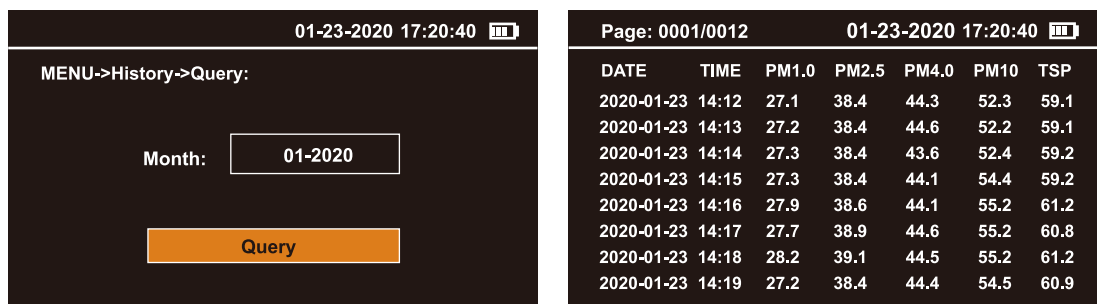 01-23-2020 17:20:40
MENU->History->Query:
Month: 01-2020
Query
Page: 0001/0012 01-23-2020 17:20:40
DATE TIME PM1.0 PM2.5 PM4.0 PM10 TSP
2020-01-23 14:12 27.1 38.4 44.3 52.3 59.1
2020-01-23 14:13 27.2 38.4 44.6 52.2 59.1
2020-01-23 14:14 27.3 38.4 43.6 52.4 59.2
2020-01-23 14:15 27.3 38.4 44.1 54.4 59.2
2020-01-23 14:16 27.9 38.6 44.1 55.2 61.2
2020-01-23 14:17 27.7 38.9 44.6 55.2 60.8
2020-01-23 14:18 28.2 39.1 44.5 55.2 61.2
2020-01-23 14:19 27.2 38.4 44.4 54.5 60.9